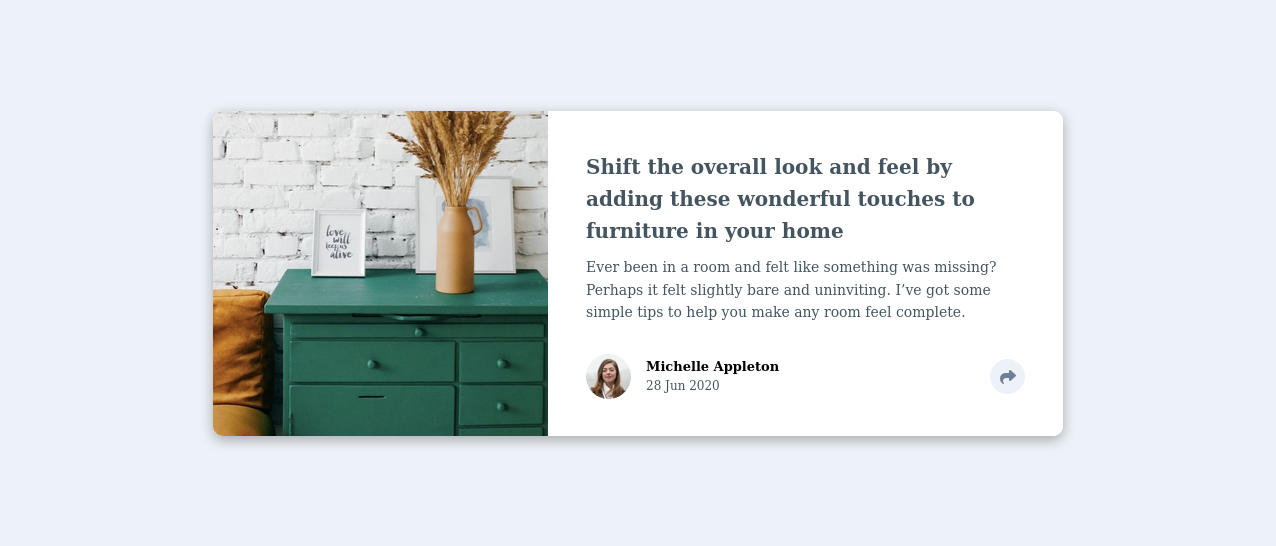 love
will
keep us
alive
Shift the overall look and feel by
adding these wonderful touches to
furniture in your home
Ever been in a room and felt like something was missing?
Perhaps it felt slightly bare and uninviting. I’ve got some
simple tips to help you make any room feel complete.
Michelle Appleton
28 Jun 2020